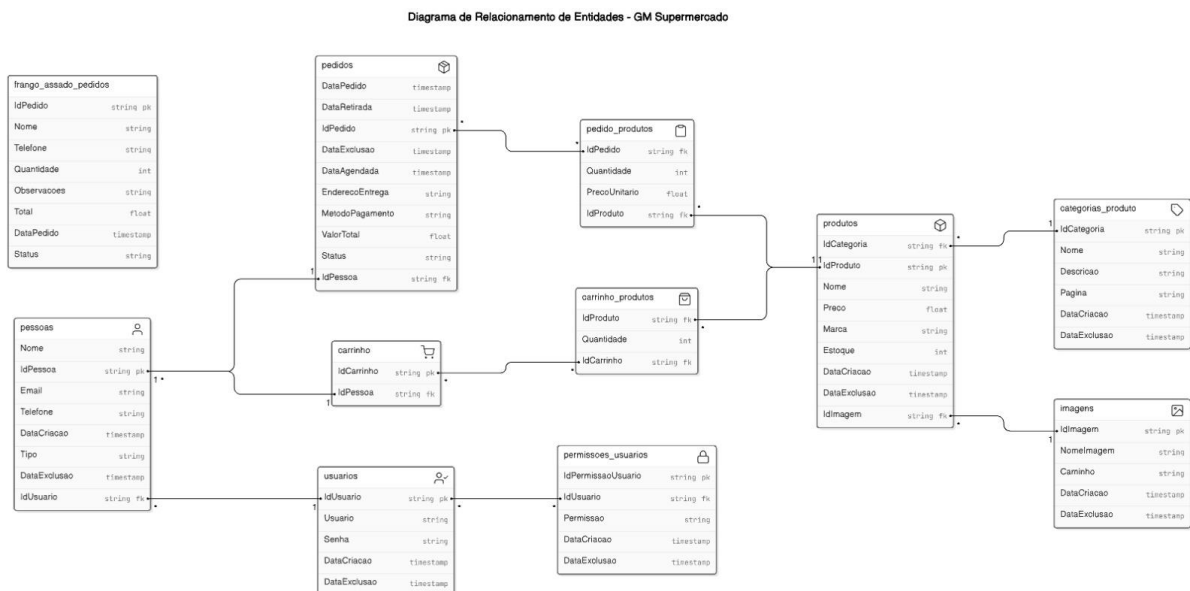 Diagrama de Relacionamento de Entidades - GM Supermercado
frango_assado_pedidos
IdPedido string pk
Nome string
Telefone string
Quantidade int
Observacoes string
Total float
DataPedido timestamp
Status string
pedidos
DataPedido timestamp
DataRetirada timestamp
IdPedido string pk
DataExclusao timestamp
DataAgendada timestamp
EnderecoEntrega string
MetodoPagamento string
ValorTotal float
Status string
IdPessoa string fk
pedido_produtos
IdPedido string fk
Quantidade int
PrecoUnitario float
IdProduto string fk
produtos
IdCategoria string fk
IdProduto string pk
Nome string
Preco float
Marca string
Estoque int
DataCriacao timestamp
DataExclusao timestamp
IdImagem string fk
categorias_produto
IdCategoria string pk
Nome string
Descricao string
Pagina string
DataCriacao timestamp
DataExclusao timestamp
pessoas
Nome string
IdPessoa string pk
Email string
Telefone string
DataCriacao timestamp
Tipo string
DataExclusao timestamp
IdUsuario string fk
carrinho
IdCarrinho string pk
IdPessoa string fk
carrinho_produtos
IdProduto string fk
Quantidade int
IdCarrinho string fk
imagens
IdImagem string pk
NomeImagem string
Caminho string
DataCriacao timestamp
DataExclusao timestamp
usuarios
IdUsuario string pk
Usuario string
Senha string
DataCriacao timestamp
DataExclusao timestamp
permissoes_usuarios
IdPermissaoUsuario string pk
IdUsuario string fk
Permissao string
DataCriacao timestamp
DataExclusao timestamp
1
1
1 *
1
1 1
1
1